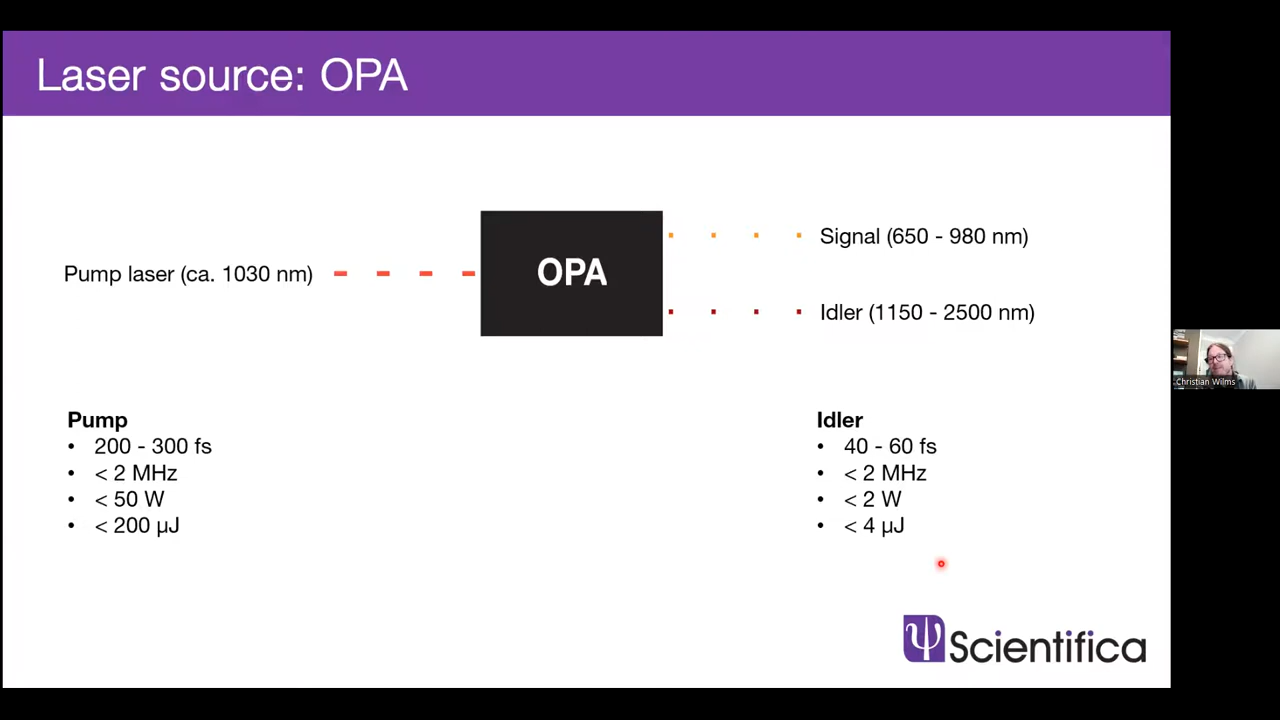 Laser source: OPA
Pump laser (ca. 1030 nm)
OPA
Signal (650 - 980 nm)
Idler (1150 - 2500 nm)
Pump
• 200 - 300 fs
• < 2 MHz
• < 50 W
• < 200 µJ
Idler
• 40 - 60 fs
• < 2 MHz
• < 2 W
• < 4 µJ
Christian Wilms
ψ Scientifica